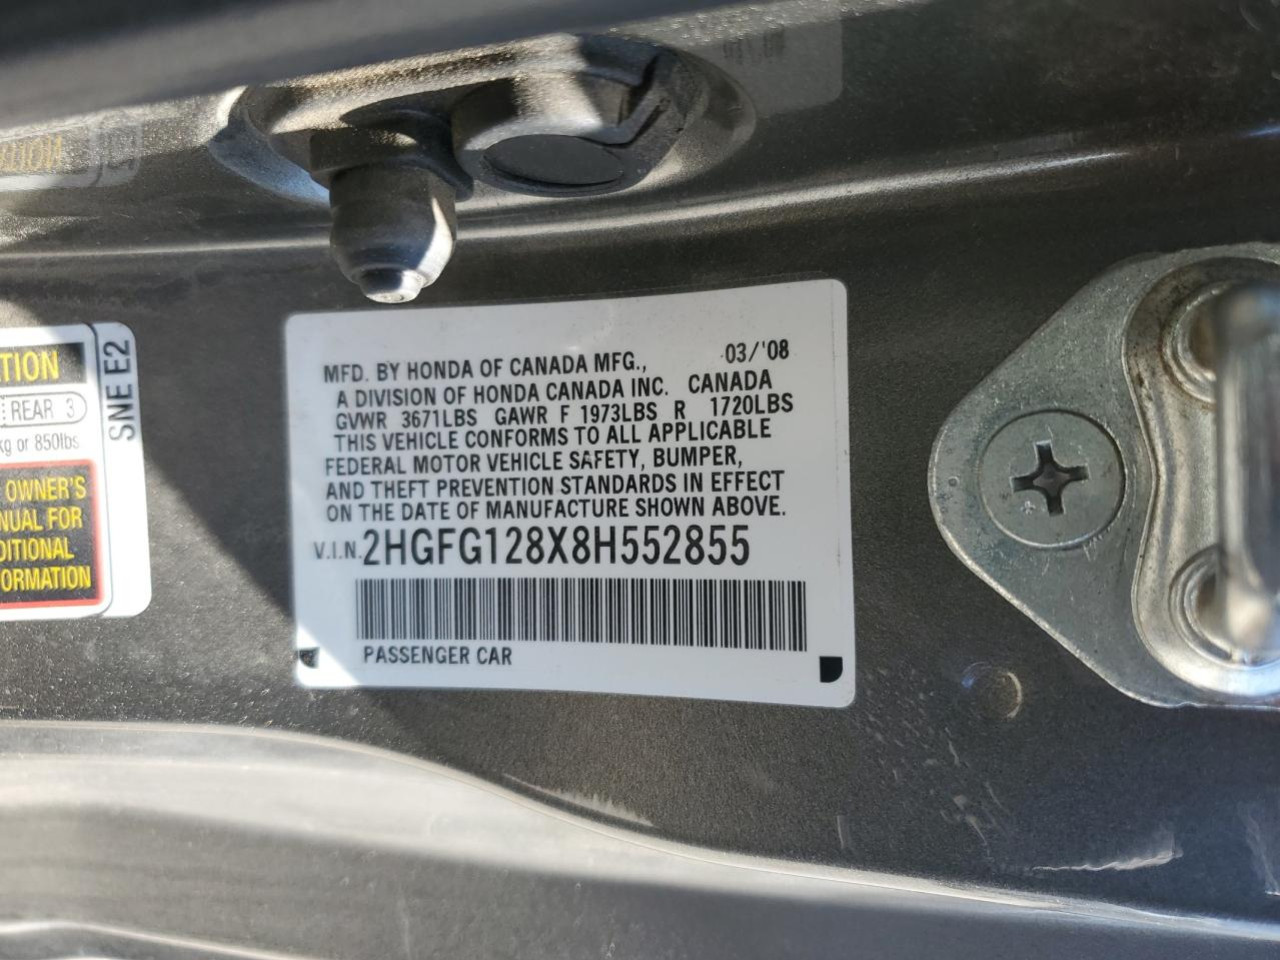 TION
REAR 3
kg or 850lbs
OWNER'S
NUAL FOR
DITIONAL
FORMATION
SNE E2
03/'08
MFD. BY HONDA OF CANADA MFG.,
A DIVISION OF HONDA CANADA INC. CANADA
GVWR 3671LBS GAWR F 1973LBS R 1720LBS
THIS VEHICLE CONFORMS TO ALL APPLICABLE
FEDERAL MOTOR VEHICLE SAFETY, BUMPER,
AND THEFT PREVENTION STANDARDS IN EFFECT
ON THE DATE OF MANUFACTURE SHOWN ABOVE.
V.I.N. 2HGFG128X8H552855
PASSENGER CAR